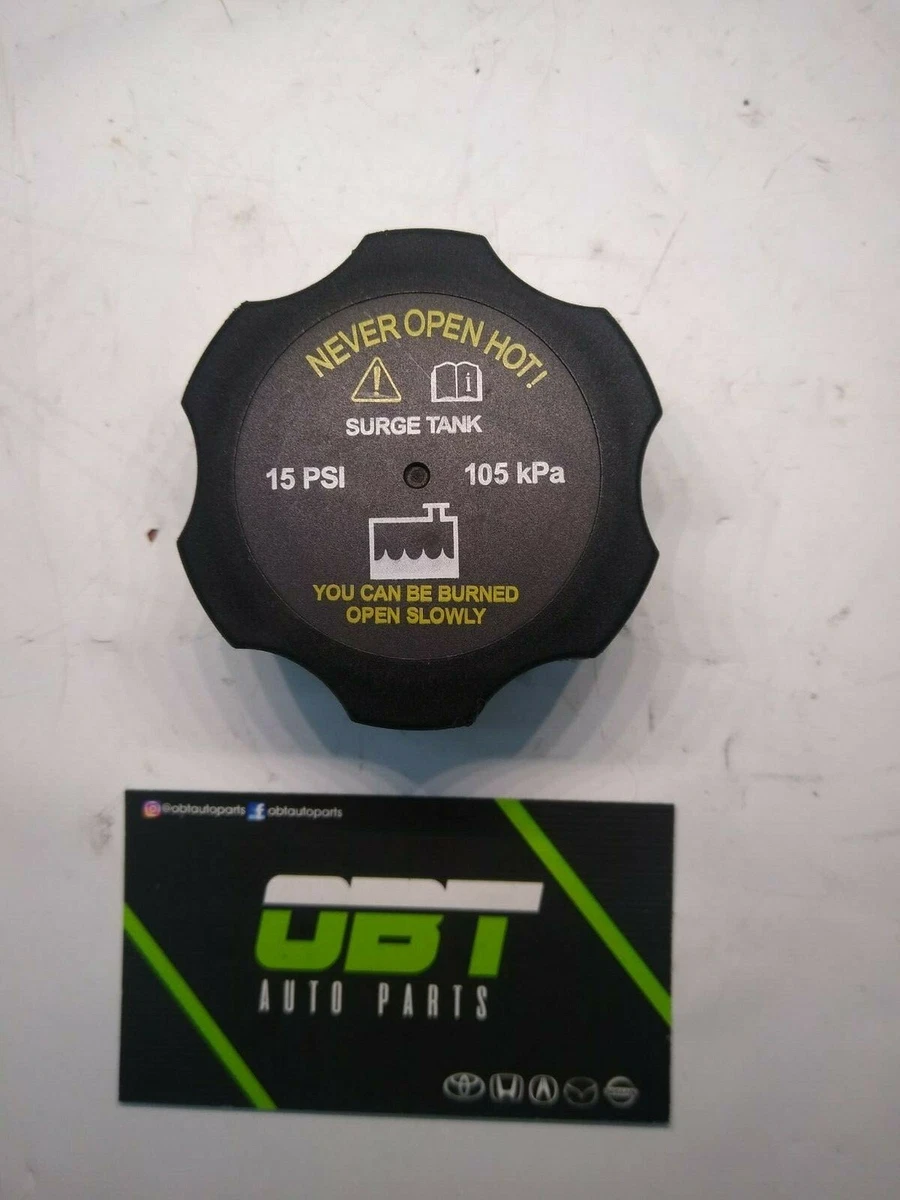 NEVER OPEN HOT!
SURGE TANK
15 PSI 105 kPa
YOU CAN BE BURNED
OPEN SLOWLY
@obtautoparts obtautoparts
OBT
AUTO PARTS